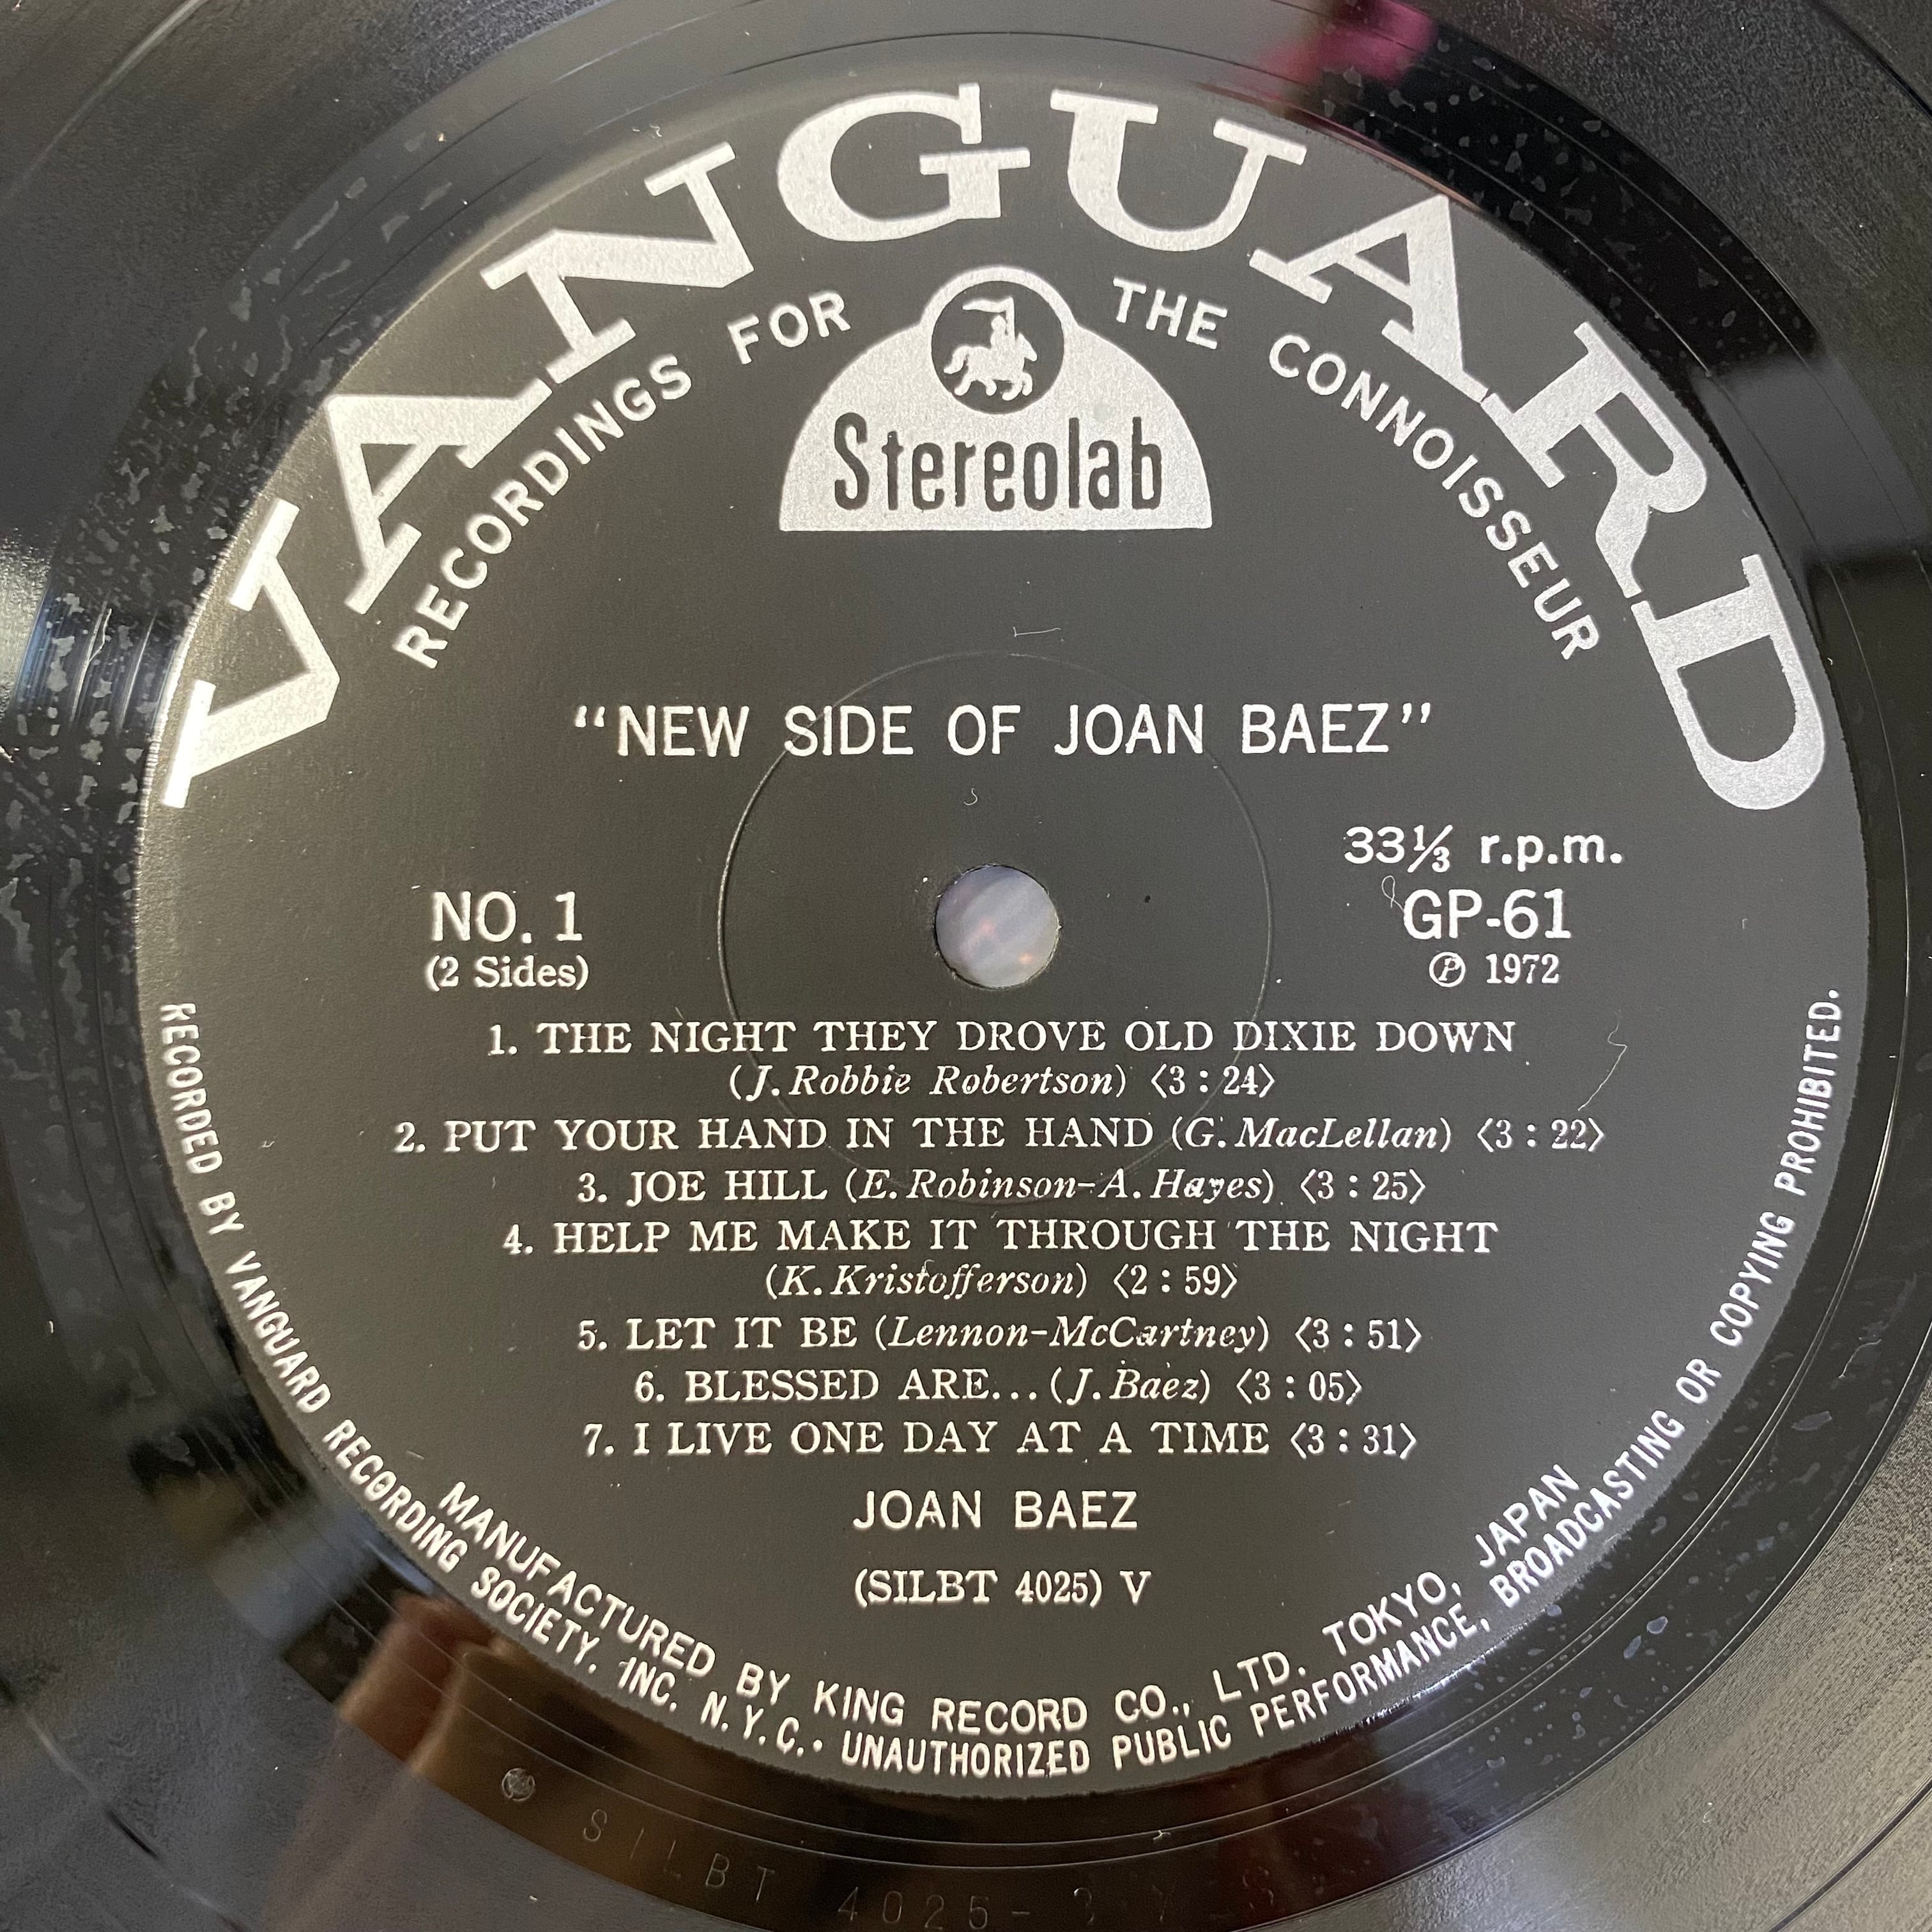 VANGUARD
RECORDINGS FOR THE CONNOISSEUR
Stereolab
“NEW SIDE OF JOAN BAEZ”
33⅓ r.p.m.
NO. 1
GP-61
(2 Sides)
Ⓟ 1972
1. THE NIGHT THEY DROVE OLD DIXIE DOWN
(J. Robbie Robertson) 〈3 : 24〉
2. PUT YOUR HAND IN THE HAND (G. MacLellan) 〈3 : 22〉
3. JOE HILL (E. Robinson-A. Hayes) 〈3 : 25〉
4. HELP ME MAKE IT THROUGH THE NIGHT
(K. Kristofferson) 〈2 : 59〉
5. LET IT BE (Lennon-McCartney) 〈3 : 51〉
6. BLESSED ARE... (J. Baez) 〈3 : 05〉
7. I LIVE ONE DAY AT A TIME 〈3 : 31〉
JOAN BAEZ
(SILBT 4025) V
MANUFACTURED BY KING RECORD CO., LTD. TOKYO, JAPAN
RECORDED BY VANGUARD RECORDING SOCIETY. INC. N.Y.C.· UNAUTHORIZED PUBLIC PERFORMANCE, BROADCASTING OR COPYING PROHIBITED.
SILBT 4025-